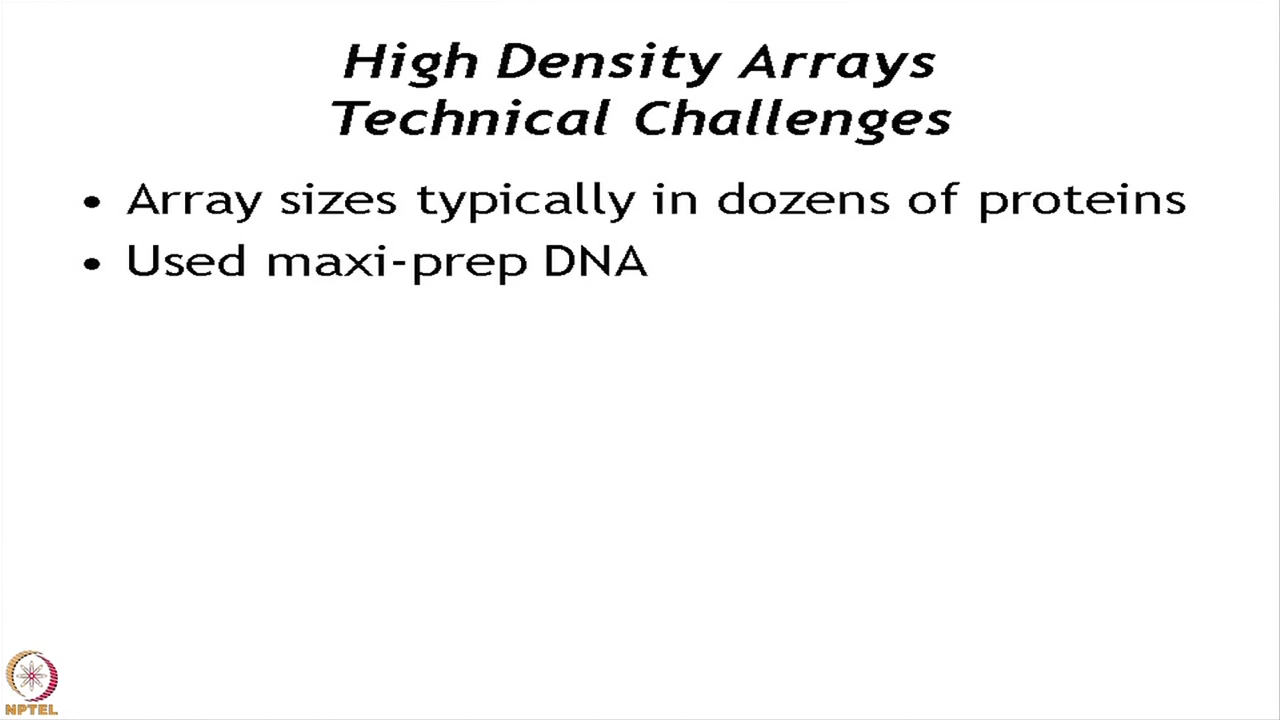 High Density Arrays
Technical Challenges
• Array sizes typically in dozens of proteins
• Used maxi-prep DNA
NPTEL